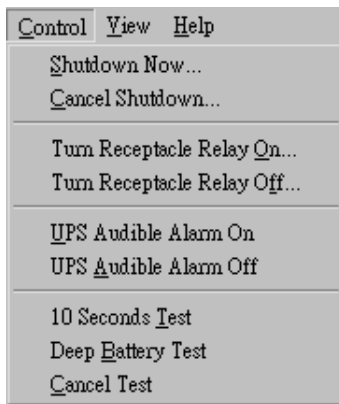 Control View Help
Shutdown Now...
Cancel Shutdown...
Turn Receptacle Relay On...
Turn Receptacle Relay Off...
UPS Audible Alarm On
UPS Audible Alarm Off
10 Seconds Test
Deep Battery Test
Cancel Test